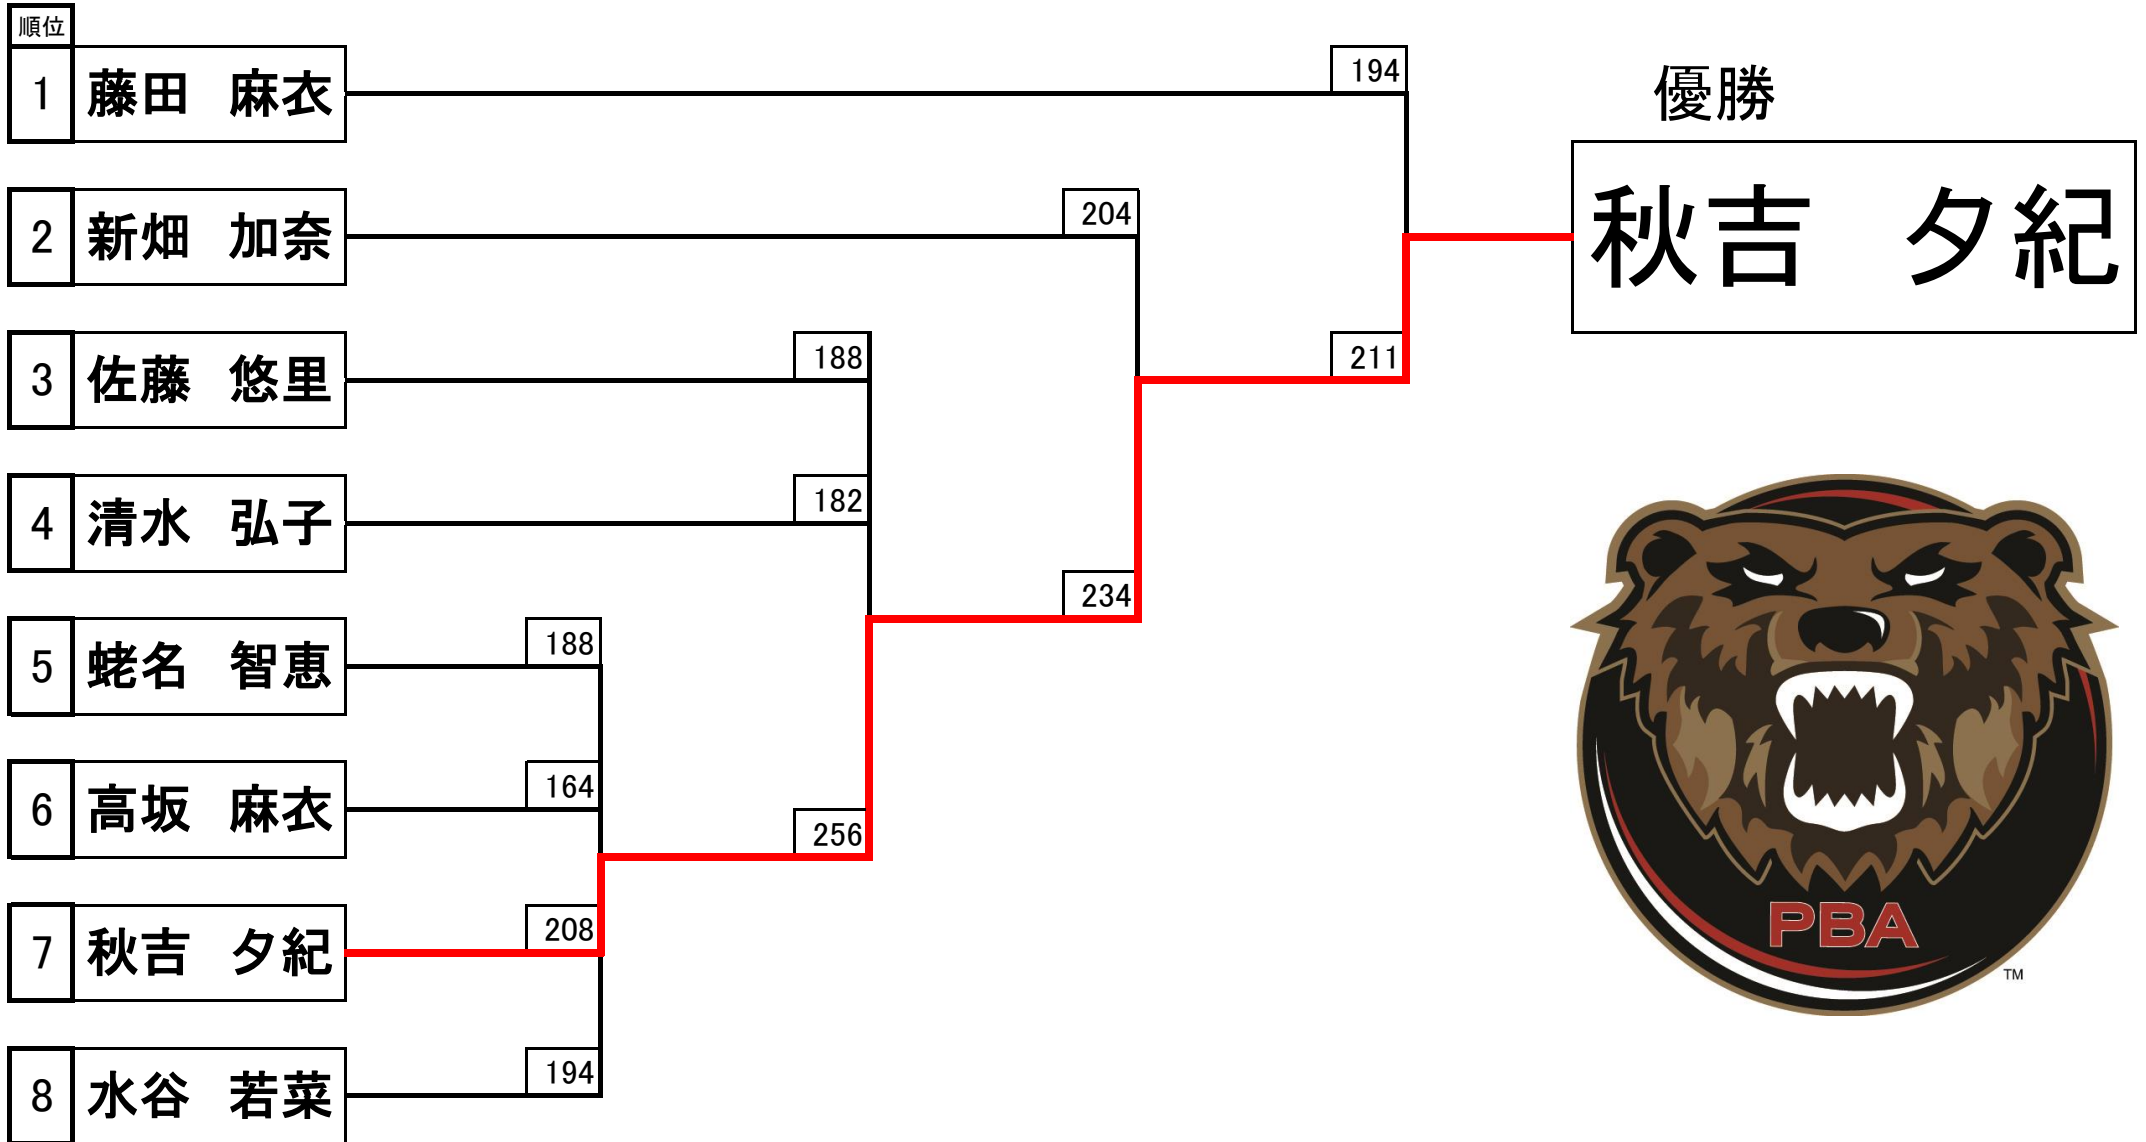 順位
1 藤田 麻衣 194
優勝
2 新畑 加奈 204
秋吉 夕紀
3 佐藤 悠里 188 211
4 清水 弘子 182
234
5 蛯名 智恵 188
6 高坂 麻衣 164
256
7 秋吉 夕紀 208
PBA
TM
8 水谷 若菜 194